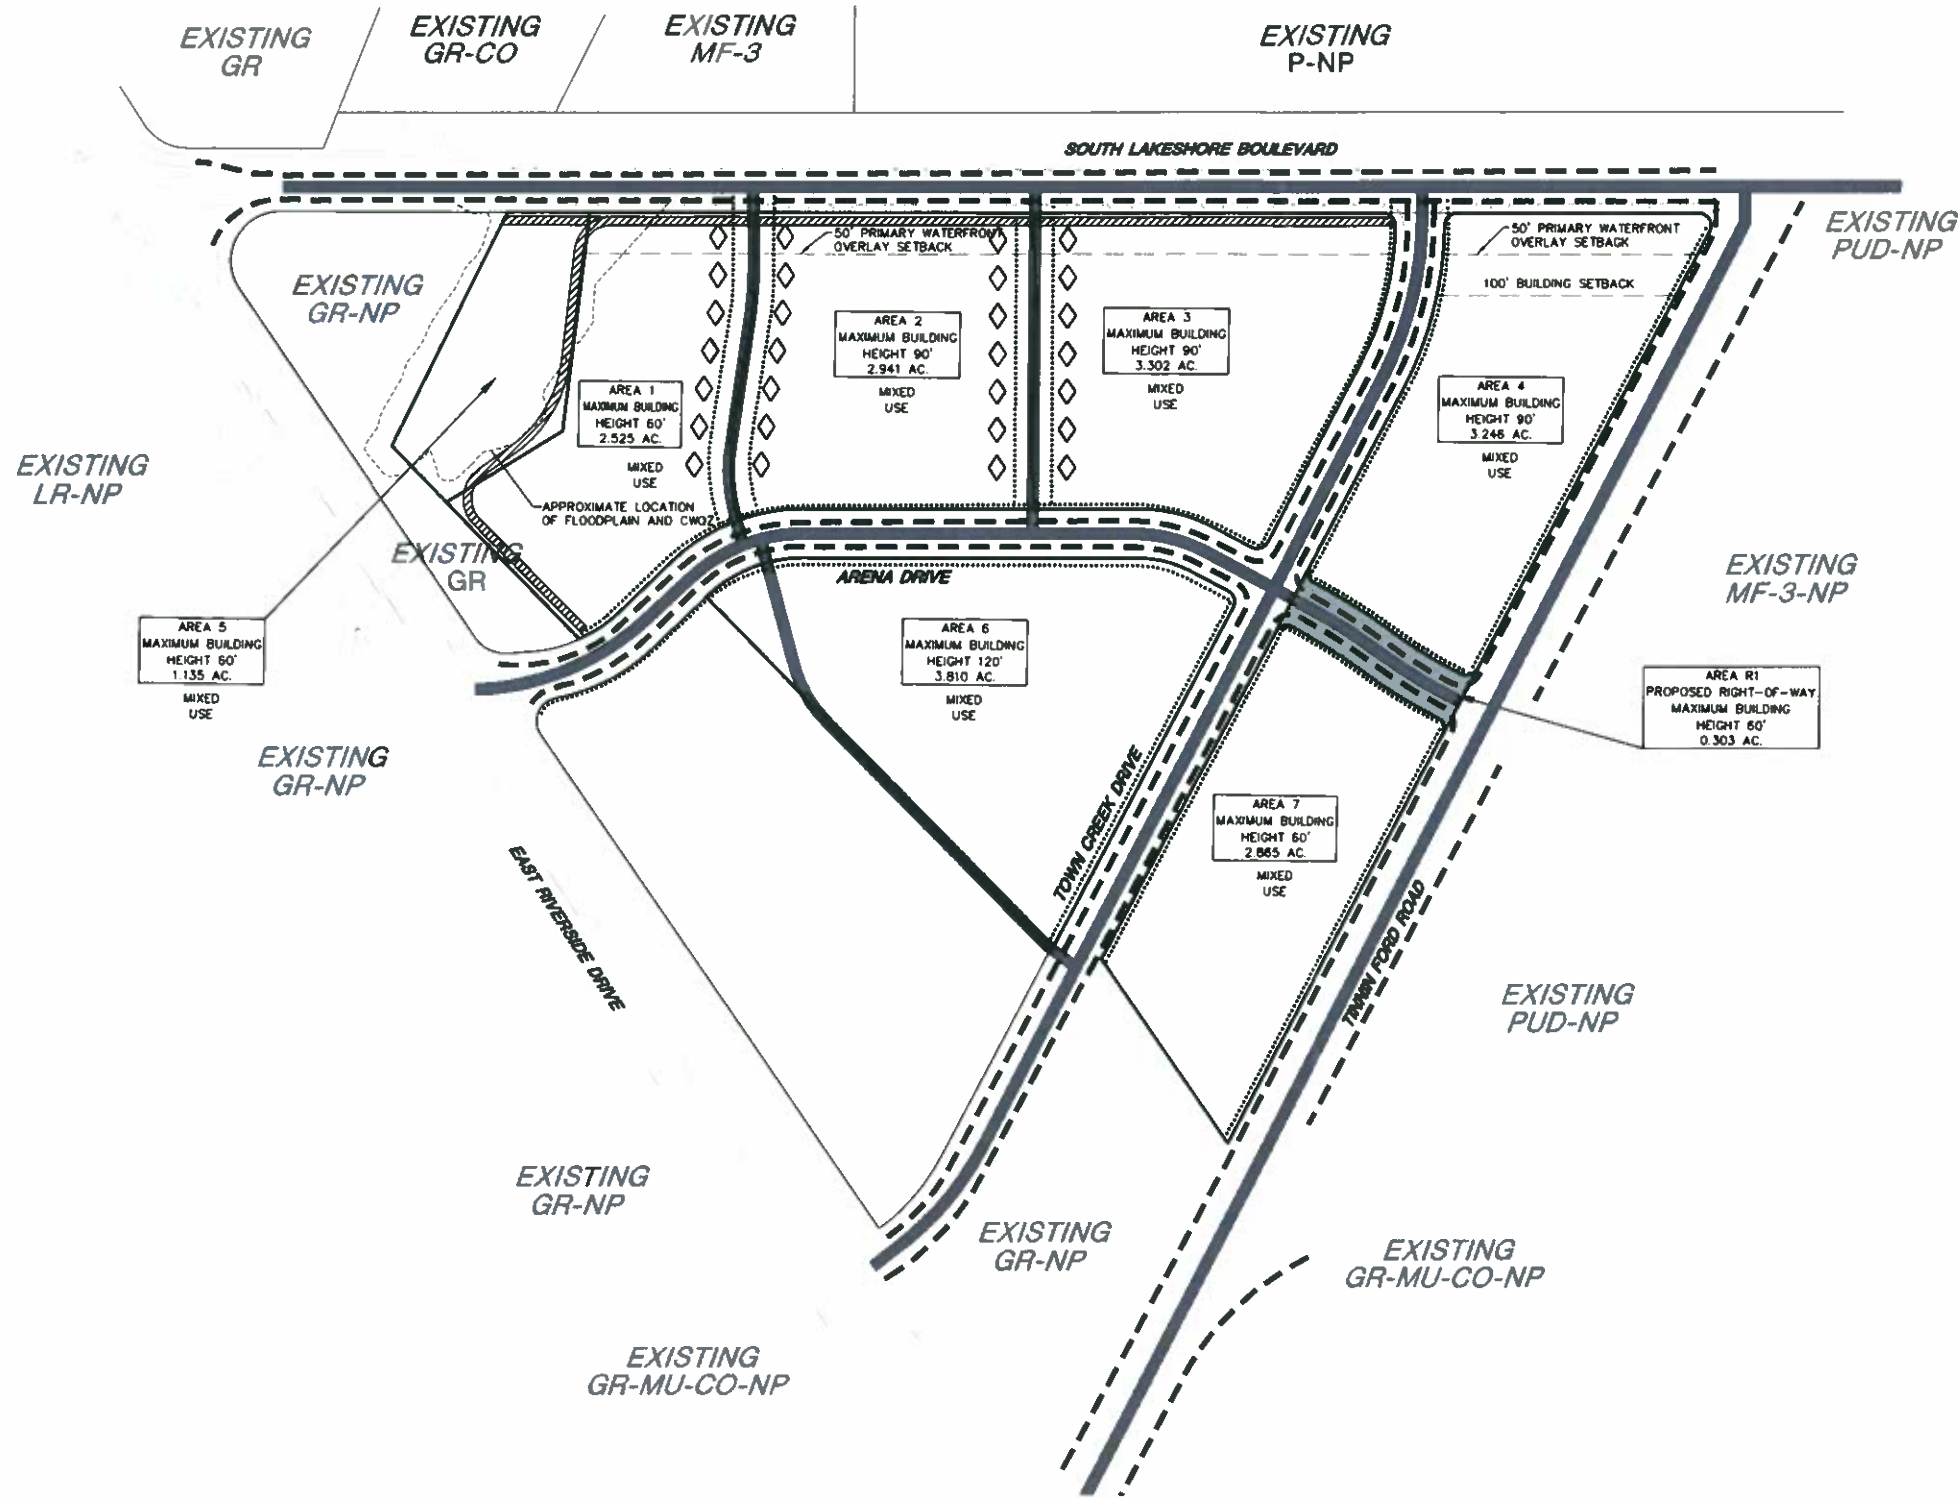 EXISTING
GR
EXISTING
GR-CO
EXISTING
MF-3
EXISTING
P-NP
SOUTH LAKESHORE BOULEVARD
EXISTING
PUD-NP
50' PRIMARY WATERFRONT
OVERLAY SETBACK
50' PRIMARY WATERFRONT
OVERLAY SETBACK
100' BUILDING SETBACK
EXISTING
GR-NP
AREA 2
MAXIMUM BUILDING
HEIGHT 90'
2.941 AC.
MIXED
USE
AREA 3
MAXIMUM BUILDING
HEIGHT 90'
3.302 AC.
MIXED
USE
AREA 1
MAXIMUM BUILDING
HEIGHT 60'
2.525 AC.
MIXED
USE
AREA 4
MAXIMUM BUILDING
HEIGHT 90'
3.246 AC.
MIXED
USE
EXISTING
LR-NP
APPROXIMATE LOCATION
OF FLOODPLAIN AND CWQZ
EXISTING
GR
ARENA DRIVE
EXISTING
MF-3-NP
AREA 5
MAXIMUM BUILDING
HEIGHT 60'
1.135 AC.
MIXED
USE
AREA 6
MAXIMUM BUILDING
HEIGHT 120'
3.810 AC.
MIXED
USE
AREA R1
PROPOSED RIGHT-OF-WAY
MAXIMUM BUILDING
HEIGHT 60'
0.303 AC.
EXISTING
GR-NP
TOWN CREEK DRIVE
AREA 7
MAXIMUM BUILDING
HEIGHT 60'
2.665 AC.
MIXED
USE
EAST RIVERSIDE DRIVE
TINNIN FORD ROAD
EXISTING
PUD-NP
EXISTING
GR-NP
EXISTING
GR-NP
EXISTING
GR-MU-CO-NP
EXISTING
GR-MU-CO-NP